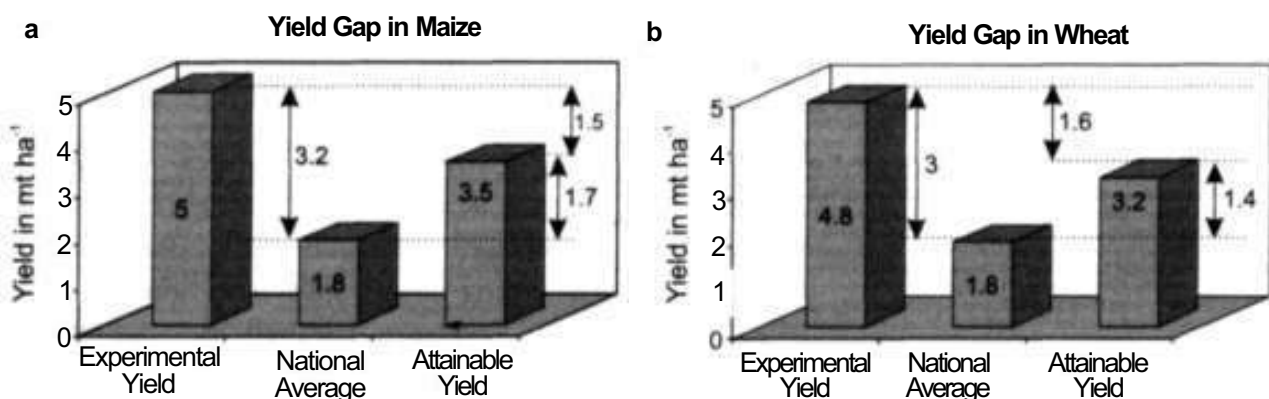 a
Yield Gap in Maize
Yield in mt ha-1
5
4
3
2
1
0
5
1.8
3.5
3.2
1.5
1.7
Experimental
Yield
National
Average
Attainable
Yield
b
Yield Gap in Wheat
Yield in mt ha-1
5
4
3
2
1
0
4.8
1.8
3.2
3
1.6
1.4
Experimental
Yield
National
Average
Attainable
Yield